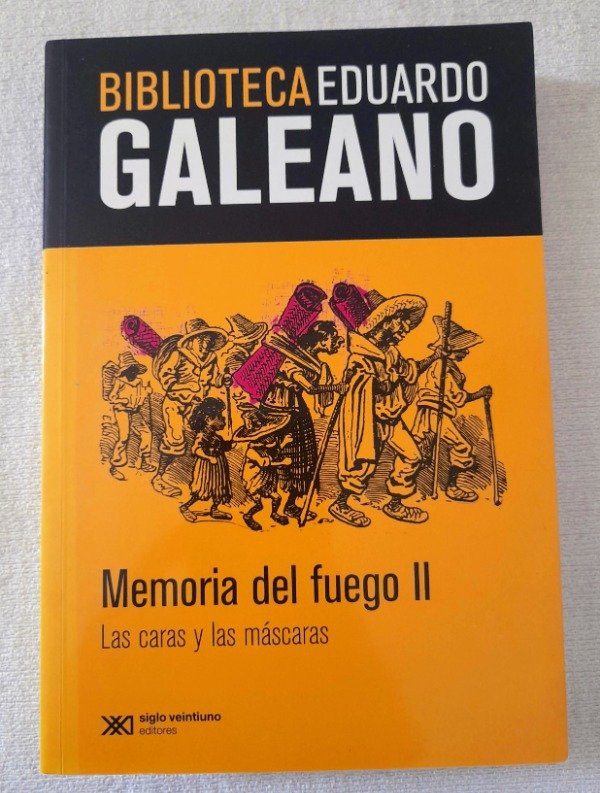 BIBLIOTECA EDUARDO
GALEANO
Memoria del fuego II
Las caras y las máscaras
siglo veintiuno
editores